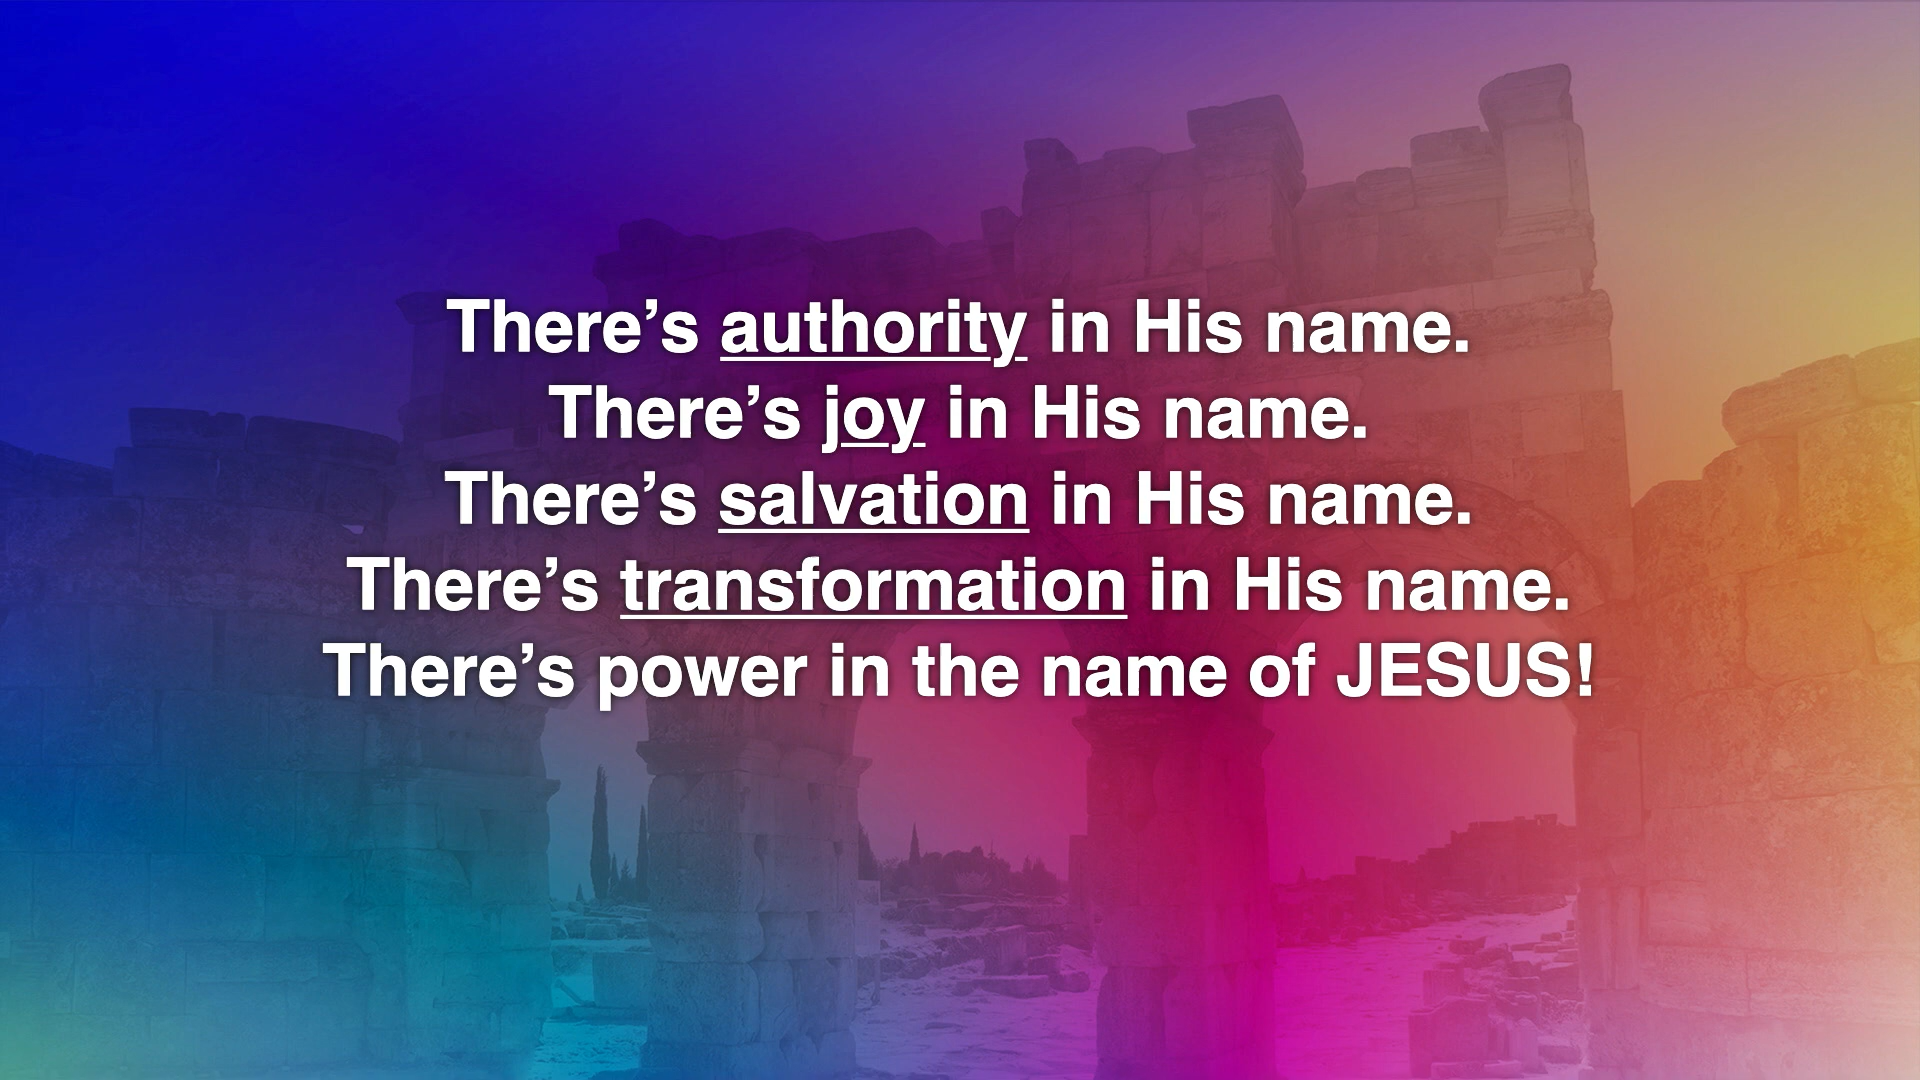 There’s authority in His name.
There’s joy in His name.
There’s salvation in His name.
There’s transformation in His name.
There’s power in the name of JESUS!